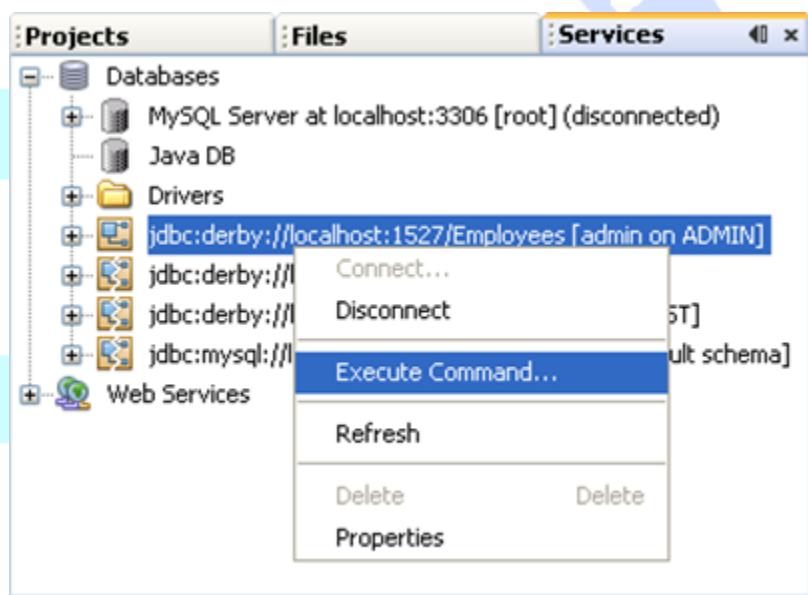 Projects Files Services
Databases
MySQL Server at localhost:3306 [root] (disconnected)
Java DB
Drivers
jdbc:derby://localhost:1527/Employees [admin on ADMIN]
jdbc:derby://l
jdbc:derby://l ST]
jdbc:mysql://l ult schema]
Web Services
Connect...
Disconnect
Execute Command...
Refresh
Delete Delete
Properties